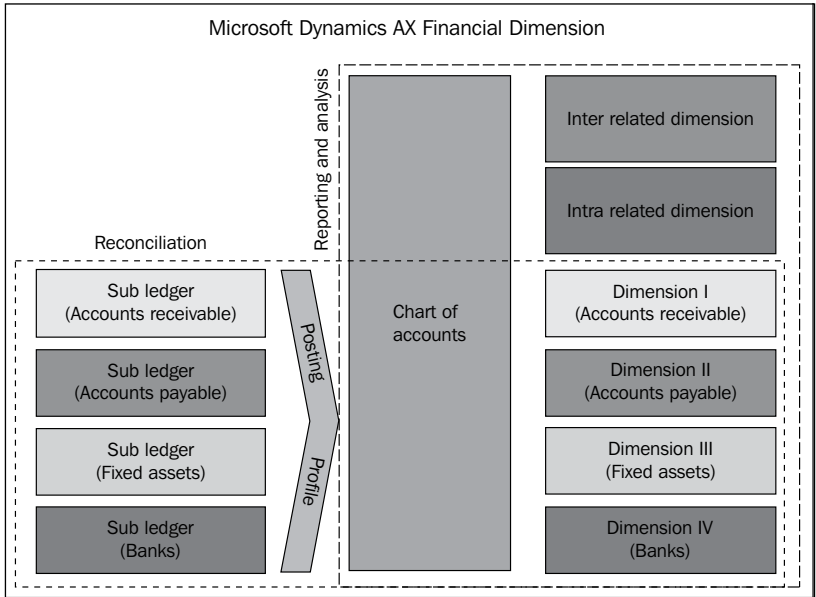 Microsoft Dynamics AX Financial Dimension
Reporting and analysis
Inter related dimension
Intra related dimension
Reconciliation
Sub ledger
(Accounts receivable)
Sub ledger
(Accounts payable)
Sub ledger
(Fixed assets)
Sub ledger
(Banks)
Posting
Profile
Chart of
accounts
Dimension I
(Accounts receivable)
Dimension II
(Accounts payable)
Dimension III
(Fixed assets)
Dimension IV
(Banks)